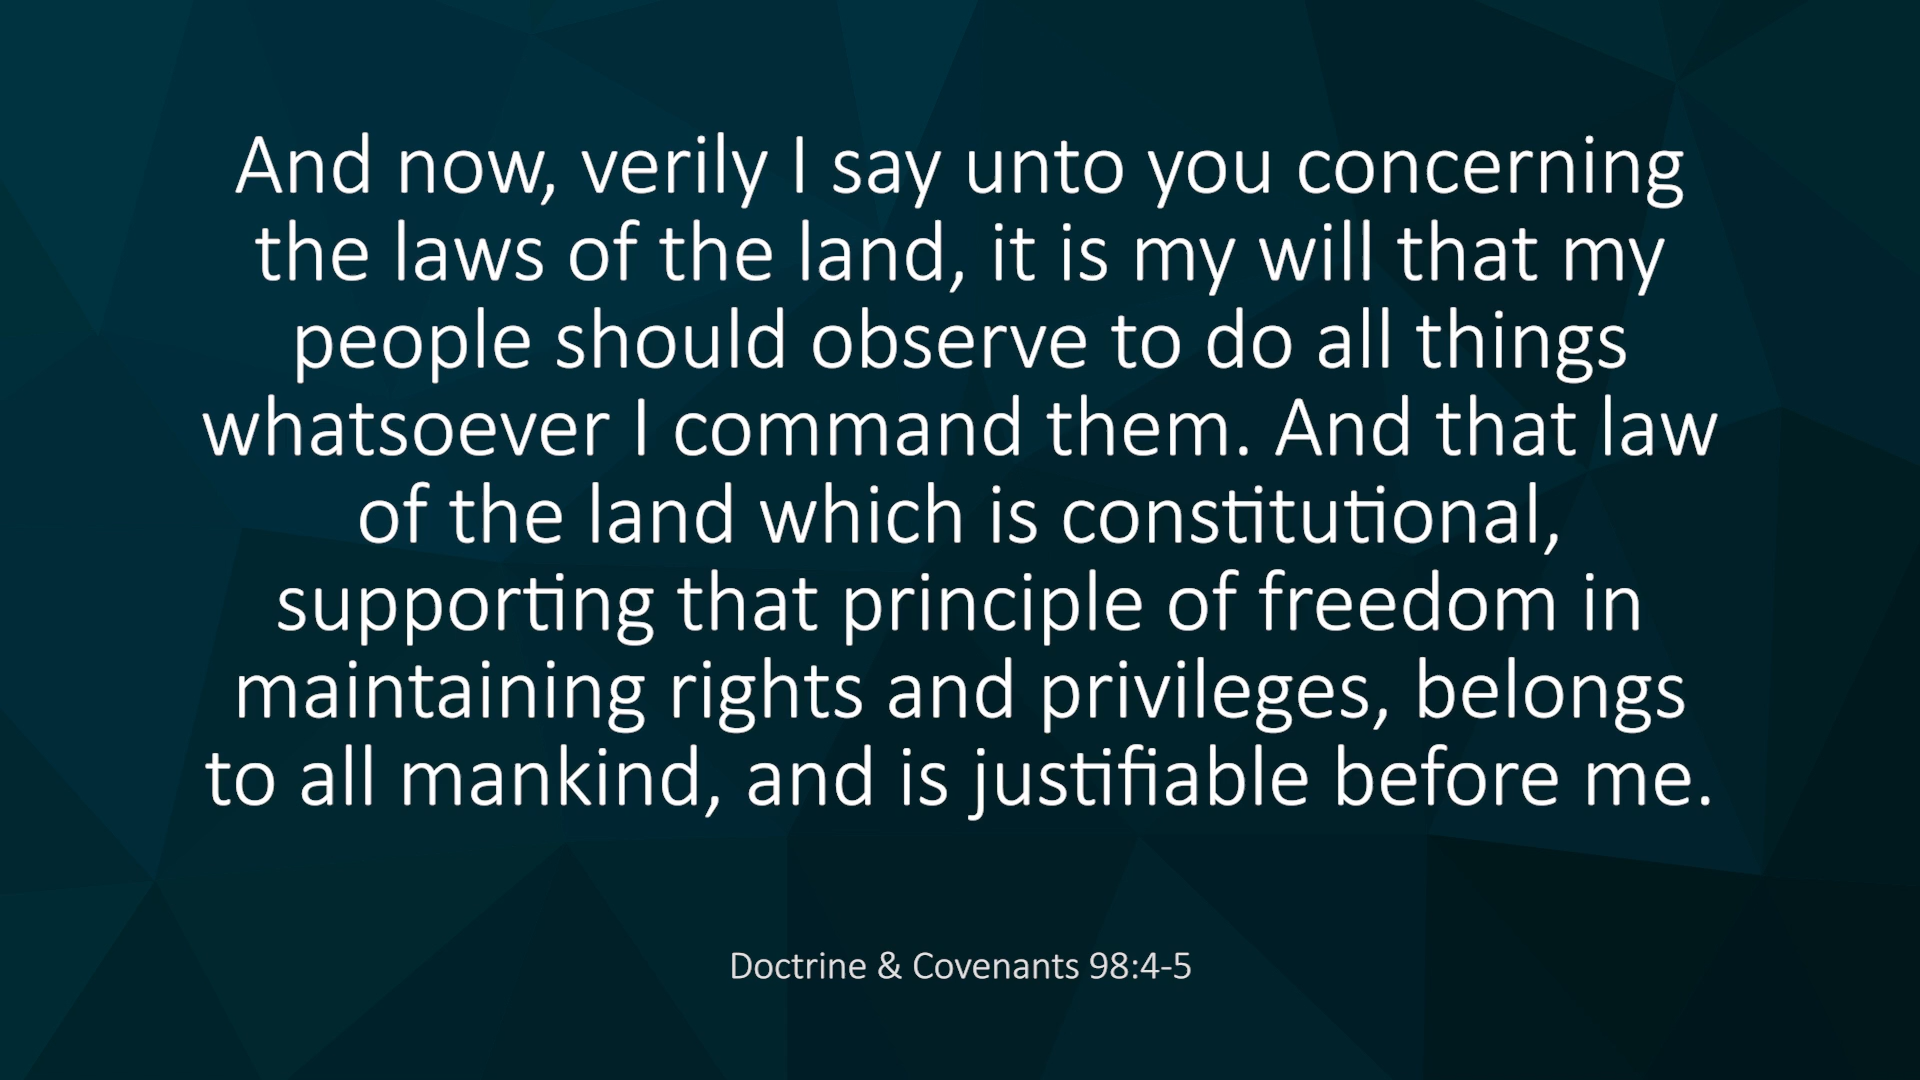 And now, verily I say unto you concerning
the laws of the land, it is my will that my
people should observe to do all things
whatsoever I command them. And that law
of the land which is constitutional,
supporting that principle of freedom in
maintaining rights and privileges, belongs
to all mankind, and is justifiable before me.
Doctrine & Covenants 98:4-5